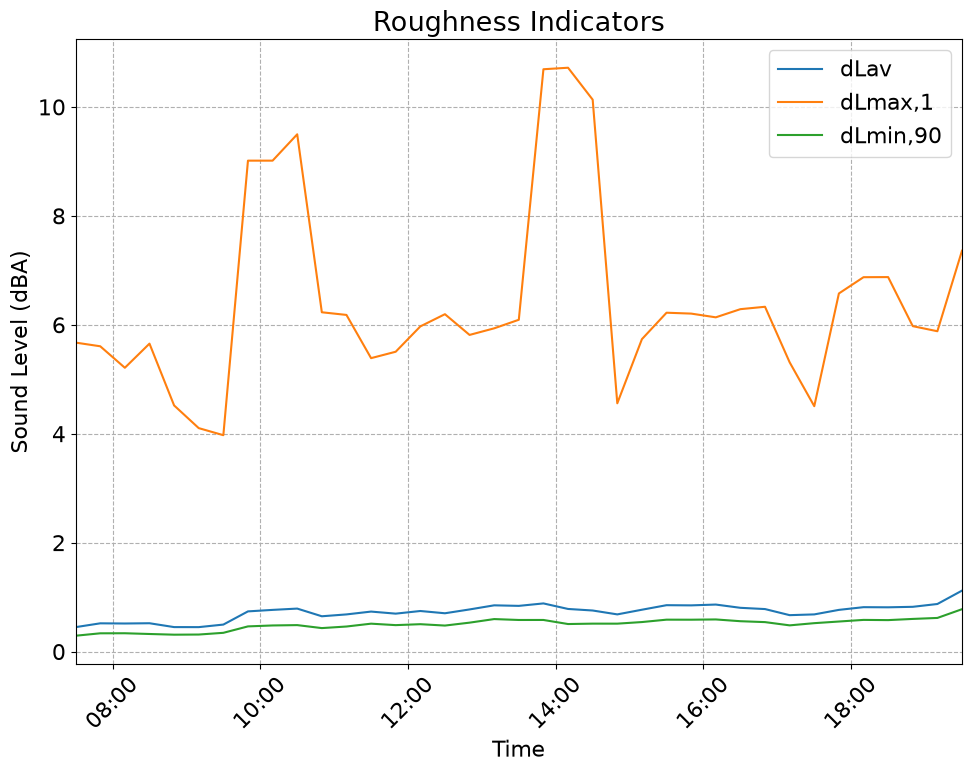 Roughness Indicators
dLav
dLmax,1
dLmin,90
Sound Level (dBA)
10
8
6
4
2
0
08:00
10:00
12:00
14:00
16:00
18:00
Time